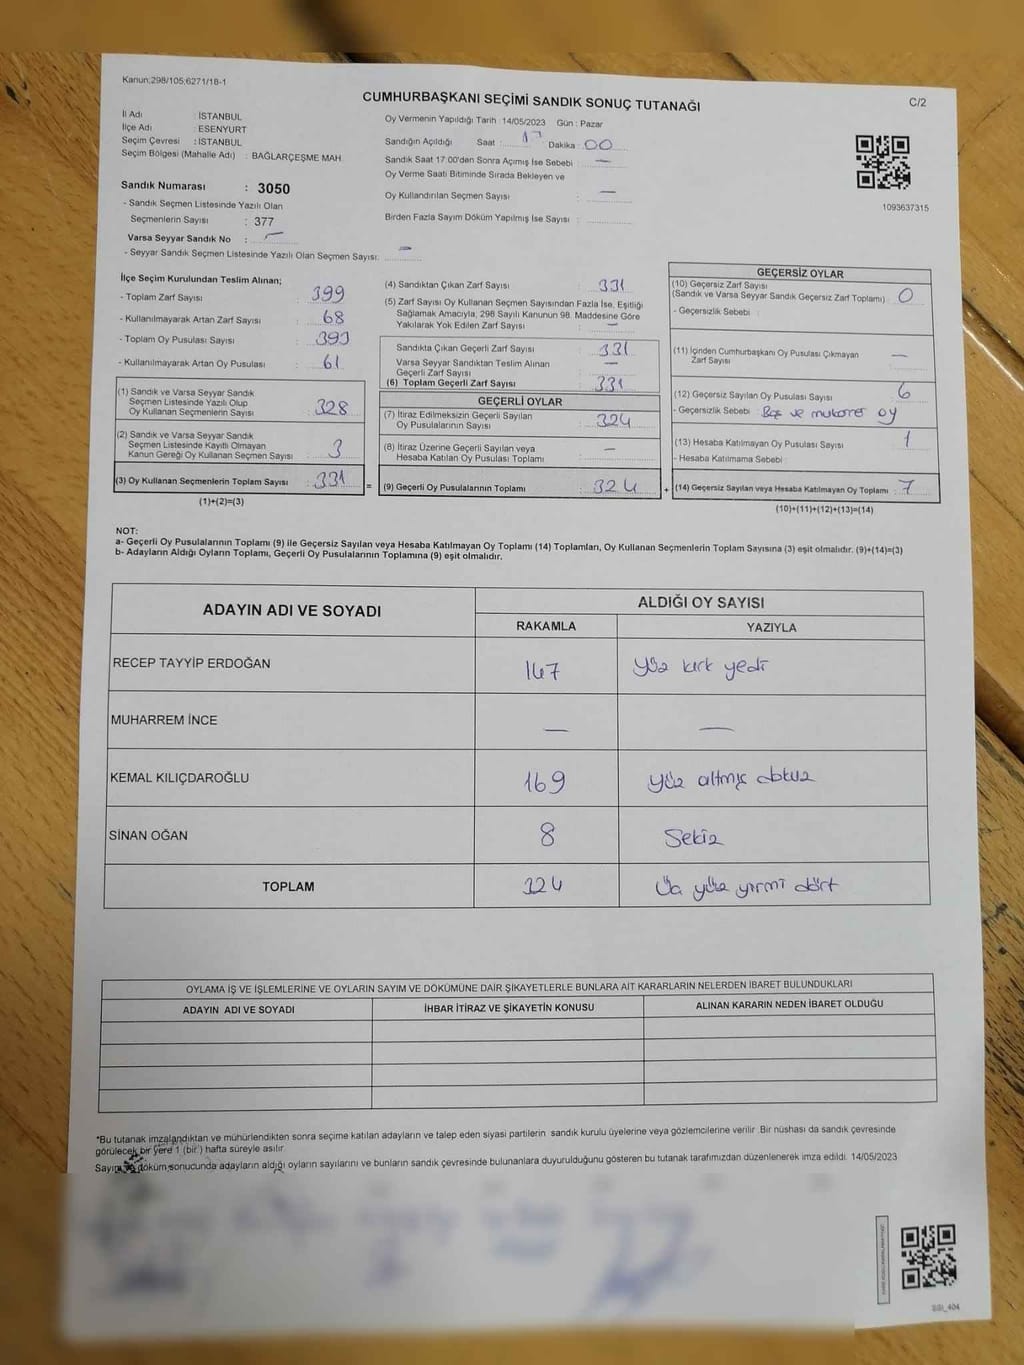 Kanun;298/105;6271/18-1
CUMHURBAŞKANI SEÇİMİ SANDIK SONUÇ TUTANAĞI
C/2
İl Adı : İSTANBUL
İlçe Adı : ESENYURT
Seçim Çevresi : İSTANBUL
Seçim Bölgesi (Mahalle Adı) : BAĞLARÇEŞME MAH.
Sandık Numarası : 3050
- Sandık Seçmen Listesinde Yazılı Olan
Seçmenlerin Sayısı : 377
Varsa Seyyar Sandık No : —
- Seyyar Sandık Seçmen Listesinde Yazılı Olan Seçmen Sayısı: —
Oy Vermenin Yapıldığı Tarih : 14/05/2023 Gün : Pazar
Sandığın Açıldığı Saat : 17 Dakika : 00
Sandık Saat 17:00'den Sonra Açımış İse Sebebi : —
Oy Verme Saati Bitiminde Sırada Bekleyen ve
Oy Kullandırılan Seçmen Sayısı : —
Birden Fazla Sayım Döküm Yapılmış İse Sayısı :
1093637315
İlçe Seçim Kurulundan Teslim Alınan;
- Toplam Zarf Sayısı : 399
- Kullanılmayarak Artan Zarf Sayısı : 68
- Toplam Oy Pusulası Sayısı :
- Kullanılmayarak Artan Oy Pusulası : 61
(1) Sandık ve Varsa Seyyar Sandık
Seçmen Listesinde Yazılı Olup
Oy Kullanan Seçmenlerin Sayısı : 328
(2) Sandık ve Varsa Seyyar Sandık
Seçmen Listesinde Kayıtlı Olmayan
Kanun Gereği Oy Kullanan Seçmen Sayısı : 3
(3) Oy Kullanan Seçmenlerin Toplam Sayısı : 331
(1)+(2)=(3)
=
(4) Sandıktan Çıkan Zarf Sayısı : 331
(5) Zarf Sayısı Oy Kullanan Seçmen Sayısından Fazla İse, Eşitliği
Sağlamak Amacıyla, 298 Sayılı Kanunun 98. Maddesine Göre
Yakılarak Yok Edilen Zarf Sayısı : —
Sandıkta Çıkan Geçerli Zarf Sayısı : 331
Varsa Seyyar Sandıktan Teslim Alınan
Geçerli Zarf Sayısı : —
(6) Toplam Geçerli Zarf Sayısı : 331
GEÇERLİ OYLAR
(7) İtiraz Edilmeksizin Geçerli Sayılan
Oy Pusulalarının Sayısı : 324
(8) İtiraz Üzerine Geçerli Sayılan veya
Hesaba Katılan Oy Pusulası Toplamı : —
(9) Geçerli Oy Pusulalarının Toplamı : 324
+
GEÇERSİZ OYLAR
(10) Geçersiz Zarf Sayısı
(Sandık ve Varsa Seyyar Sandık Geçersiz Zarf Toplamı) : 0
- Geçersizlik Sebebi :
(11) İçinden Cumhurbaşkanı Oy Pusulası Çıkmayan
Zarf Sayısı : —
(12) Geçersiz Sayılan Oy Pusulası Sayısı : 6
- Geçersizlik Sebebi : Boş ve mükerrer oy
(13) Hesaba Katılmayan Oy Pusulası Sayısı : 1
- Hesaba Katılmama Sebebi :
(14) Geçersiz Sayılan veya Hesaba Katılmayan Oy Toplamı : 7
(10)+(11)+(12)+(13)=(14)
NOT:
a- Geçerli Oy Pusulalarının Toplamı (9) ile Geçersiz Sayılan veya Hesaba Katılmayan Oy Toplamı (14) Toplamları, Oy Kullanan Seçmenlerin Toplam Sayısına (3) eşit olmalıdır. (9)+(14)=(3)
b- Adayların Aldığı Oyların Toplamı, Geçerli Oy Pusulalarının Toplamına (9) eşit olmalıdır.
ADAYIN ADI VE SOYADI
ALDIĞI OY SAYISI
RAKAMLA YAZIYLA
RECEP TAYYİP ERDOĞAN 147 Yüz kırk yedi
MUHARREM İNCE — —
KEMAL KILIÇDAROĞLU 169 Yüz altmış dokuz
SİNAN OĞAN 8 Sekiz
TOPLAM 324 Üç yüz yirmi dört
OYLAMA İŞ VE İŞLEMLERİNE VE OYLARIN SAYIM VE DÖKÜMÜNE DAİR ŞİKAYETLERLE BUNLARA AİT KARARLARIN NELERDEN İBARET BULUNDUKLARI
ADAYIN ADI VE SOYADI İHBAR İTİRAZ VE ŞİKAYETİN KONUSU ALINAN KARARIN NEDEN İBARET OLDUĞU
*Bu tutanak imzalandıktan ve mühürlendikten sonra seçime katılan adayların ve talep eden siyasi partilerin sandık kurulu üyelerine veya gözlemcilerine verilir. Bir nüshası da sandık çevresinde
görülecek bir yere 1 (bir ) hafta süreyle asılır.
Sayım ve döküm sonucunda adayların aldığı oyların sayılarını ve bunların sandık çevresinde bulunanlara duyurulduğunu gösteren bu tutanak tarafımızdan düzenlenerek imza edildi. 14/05/2023
SSI_404